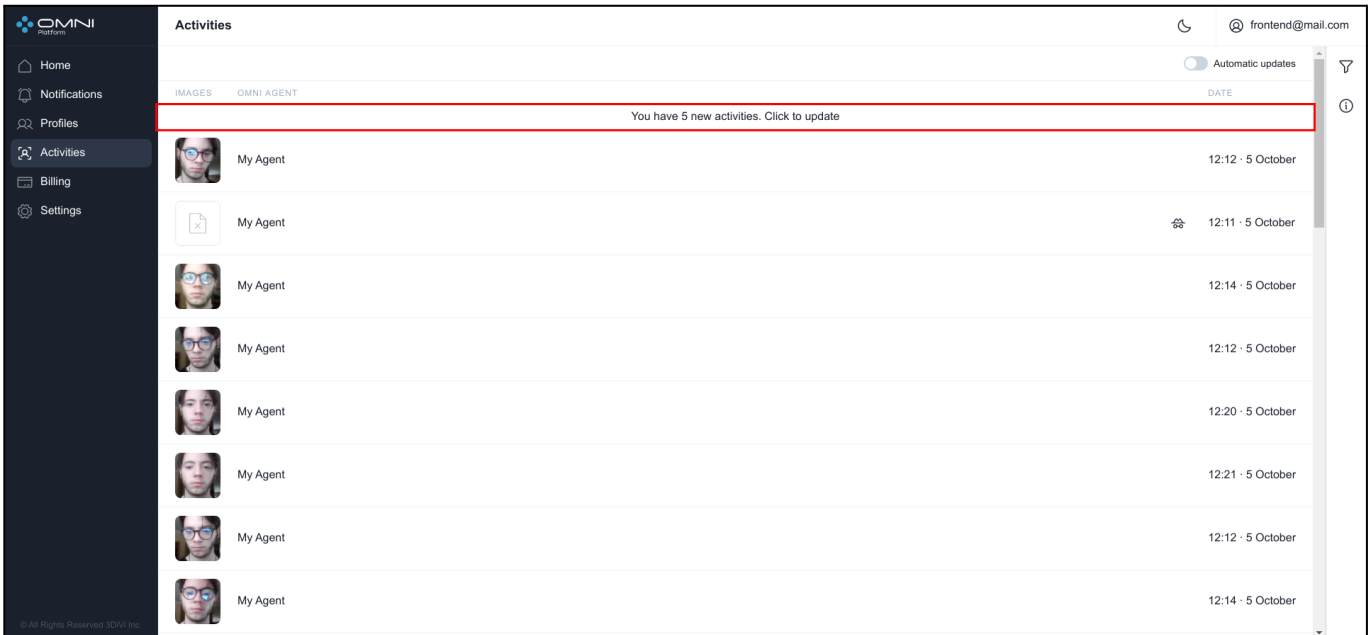 OMNI
Platform
Activities
frontend@mail.com
Home
Notifications
Profiles
Activities
Billing
Settings
© All Rights Reserved 3DiVi Inc.
Automatic updates
IMAGES OMNI AGENT DATE
You have 5 new activities. Click to update
My Agent 12:12 · 5 October
My Agent 12:11 · 5 October
My Agent 12:14 · 5 October
My Agent 12:12 · 5 October
My Agent 12:20 · 5 October
My Agent 12:21 · 5 October
My Agent 12:12 · 5 October
My Agent 12:14 · 5 October